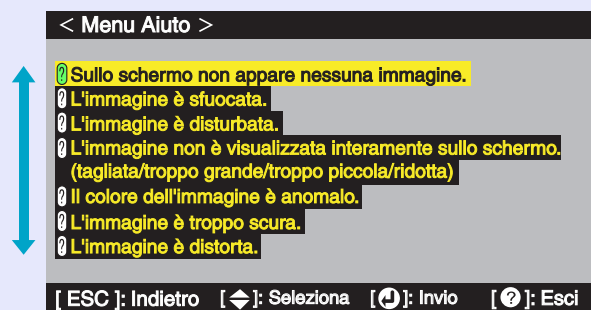 < Menu Aiuto >
? Sullo schermo non appare nessuna immagine.
? L'immagine è sfuocata.
? L'immagine è disturbata.
? L'immagine non è visualizzata interamente sullo schermo.
(tagliata/troppo grande/troppo piccola/ridotta)
? Il colore dell'immagine è anomalo.
? L'immagine è troppo scura.
? L'immagine è distorta.
[ ESC ]: Indietro [ ]: Seleziona [ ]: Invio [ ? ]: Esci